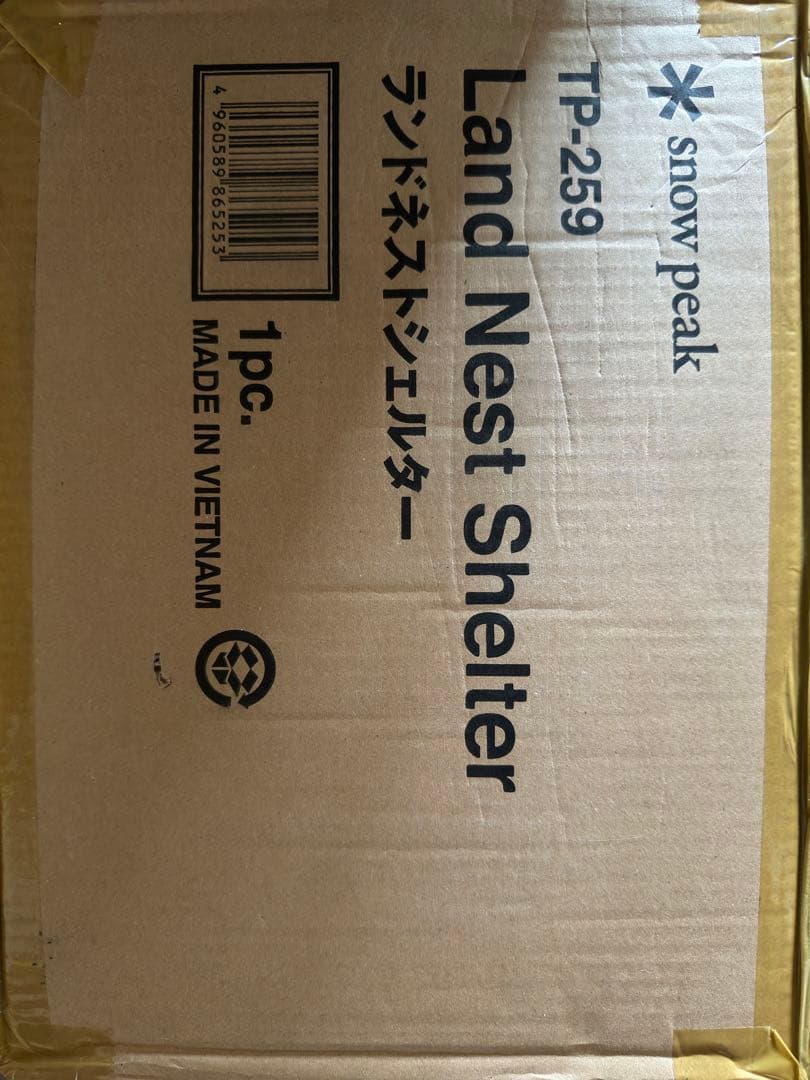 snow peak
TP-259
Land Nest Shelter
ランドネストシェルター
4 960589 865253
1pc.
MADE IN VIETNAM